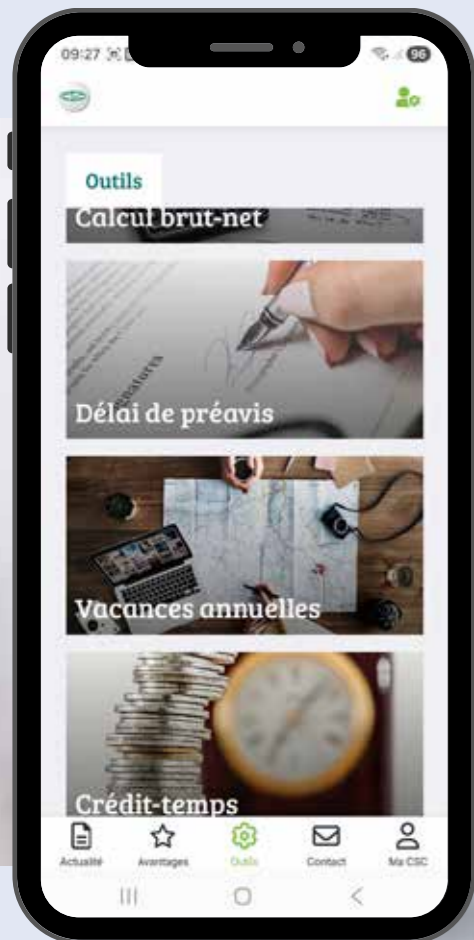 09:27
96
Outils
Calcul brut-net
Signatures
Délai de préavis
Vacances annuelles
Crédit-temps
Actualité
Avantages
Outils
Contact
Ma CSC